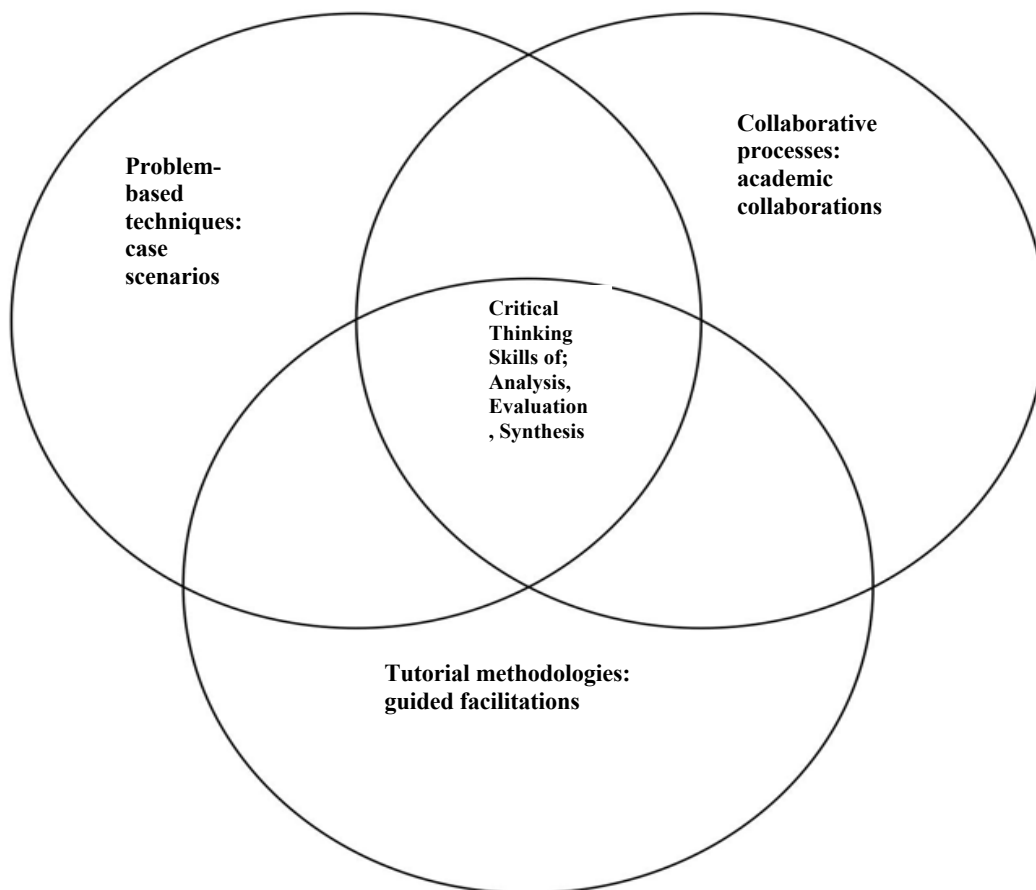 Problem-
based
techniques:
case
scenarios
Collaborative
processes:
academic
collaborations
Critical
Thinking
Skills of;
Analysis,
Evaluation
, Synthesis
Tutorial methodologies:
guided facilitations